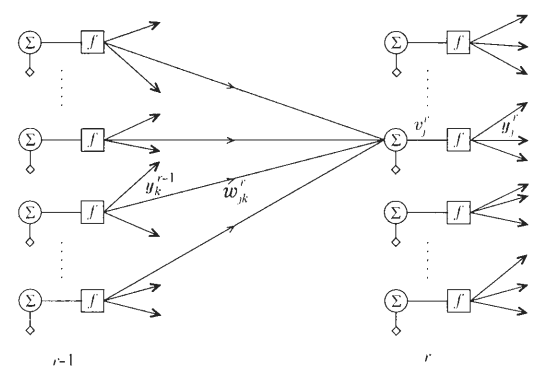 Σ f Σ f
Σ f Σ v_j^r f y_j^r
y_k^{r-1} w_{jk}^r
Σ f Σ f
Σ f Σ f
r-1 r